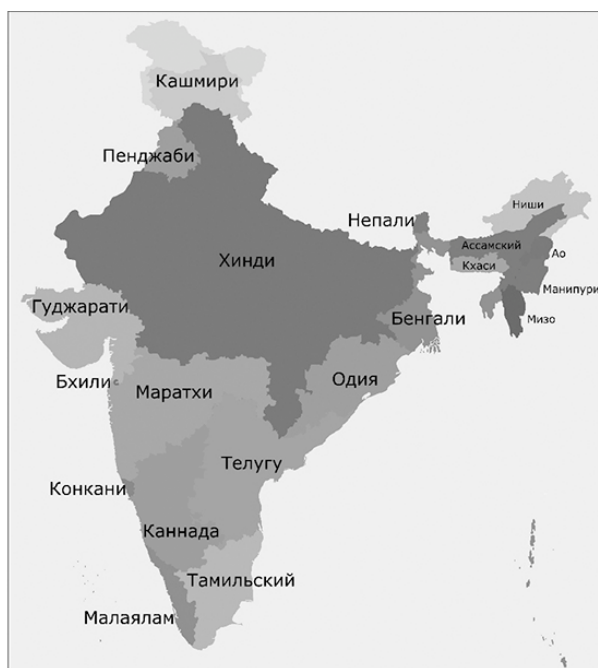 Кашмири
Пенджаби
Ниши
Непали
Ассамский
Ао
Хинди
Кхаси
Манипури
Гуджарати
Бенгали
Мизо
Бхили
Маратхи
Одия
Телугу
Конкани
Каннада
Тамильский
Малаялам